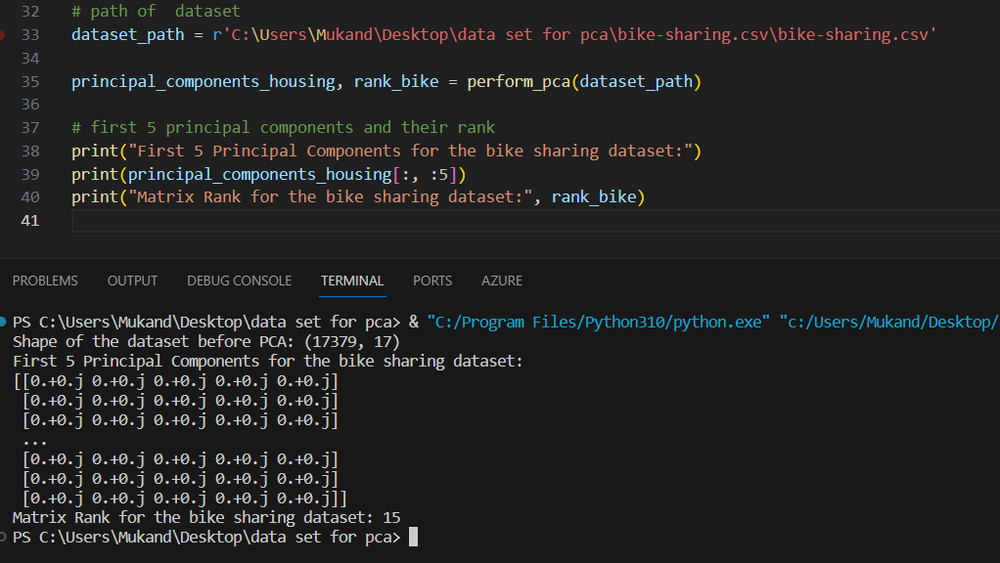 32 # path of  dataset
33 dataset_path = r'C:\Users\Mukand\Desktop\data set for pca\bike-sharing.csv\bike-sharing.csv'
34
35 principal_components_housing, rank_bike = perform_pca(dataset_path)
36
37 # first 5 principal components and their rank
38 print("First 5 Principal Components for the bike sharing dataset:")
39 print(principal_components_housing[:, :5])
40 print("Matrix Rank for the bike sharing dataset:", rank_bike)
41
PROBLEMS OUTPUT DEBUG CONSOLE TERMINAL PORTS AZURE
PS C:\Users\Mukand\Desktop\data set for pca> & "C:/Program Files/Python310/python.exe" "c:/Users/Mukand/Desktop/
Shape of the dataset before PCA: (17379, 17)
First 5 Principal Components for the bike sharing dataset:
[[0.+0.j 0.+0.j 0.+0.j 0.+0.j 0.+0.j]
 [0.+0.j 0.+0.j 0.+0.j 0.+0.j 0.+0.j]
 [0.+0.j 0.+0.j 0.+0.j 0.+0.j 0.+0.j]
 ...
 [0.+0.j 0.+0.j 0.+0.j 0.+0.j 0.+0.j]
 [0.+0.j 0.+0.j 0.+0.j 0.+0.j 0.+0.j]
 [0.+0.j 0.+0.j 0.+0.j 0.+0.j 0.+0.j]]
Matrix Rank for the bike sharing dataset: 15
PS C:\Users\Mukand\Desktop\data set for pca>